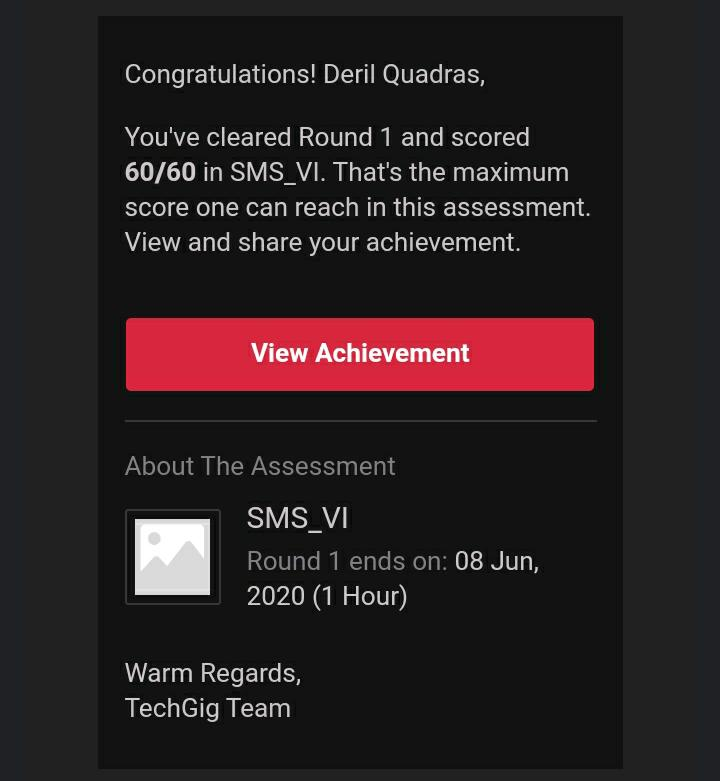 Congratulations! Deril Quadras,
You've cleared Round 1 and scored
60/60 in SMS_VI. That's the maximum
score one can reach in this assessment.
View and share your achievement.
View Achievement
About The Assessment
SMS_VI
Round 1 ends on: 08 Jun,
2020 (1 Hour)
Warm Regards,
TechGig Team